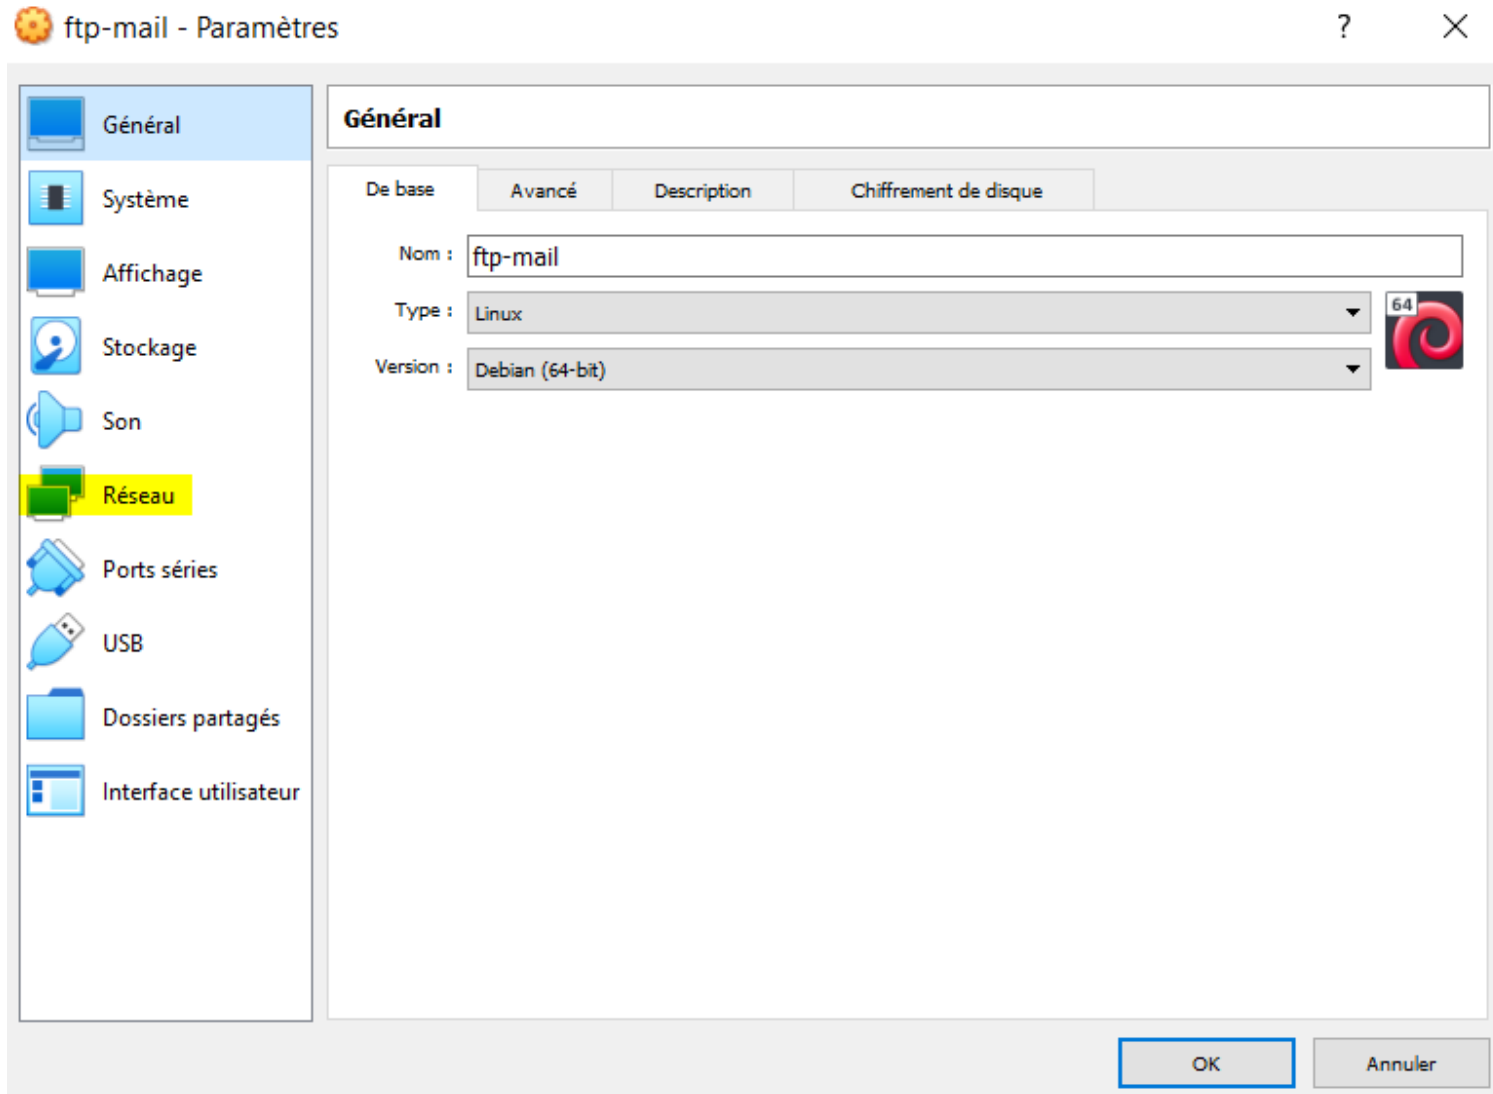 ftp-mail - Paramètres
?
Général
Système
Affichage
Stockage
Son
Réseau
Ports séries
USB
Dossiers partagés
Interface utilisateur
Général
De base
Avancé
Description
Chiffrement de disque
Nom :
ftp-mail
Type :
Linux
64
Version :
Debian (64-bit)
OK
Annuler